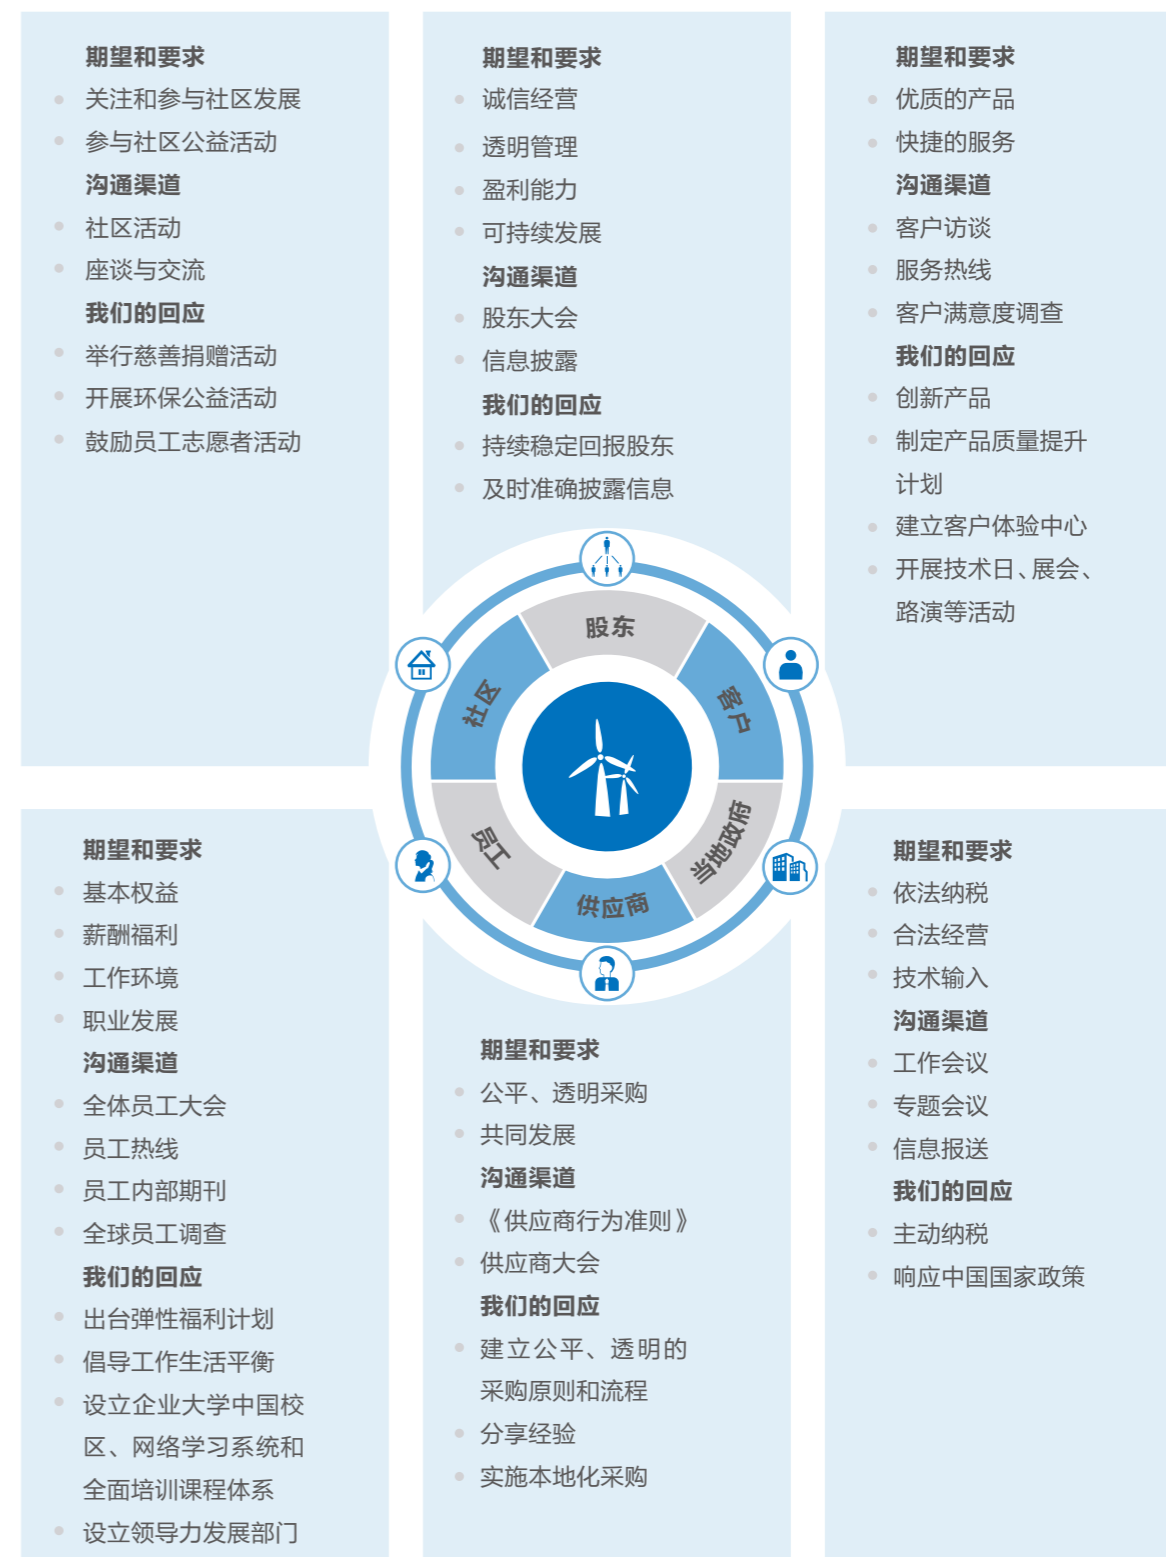 期望和要求
关注和参与社区发展
参与社区公益活动
沟通渠道
社区活动
座谈与交流
我们的回应
举行慈善捐赠活动
开展环保公益活动
鼓励员工志愿者活动
期望和要求
诚信经营
透明管理
盈利能力
可持续发展
沟通渠道
股东大会
信息披露
我们的回应
持续稳定回报股东
及时准确披露信息
期望和要求
优质的产品
快捷的服务
沟通渠道
客户访谈
服务热线
客户满意度调查
我们的回应
创新产品
制定产品质量提升
计划
建立客户体验中心
开展技术日、展会、
路演等活动
股东
社区
客户
员工
当地政府
供应商
期望和要求
基本权益
薪酬福利
工作环境
职业发展
沟通渠道
全体员工大会
员工热线
员工内部期刊
全球员工调查
我们的回应
出台弹性福利计划
倡导工作生活平衡
设立企业大学中国校
区、网络学习系统和
全面培训课程体系
设立领导力发展部门
期望和要求
公平、透明采购
共同发展
沟通渠道
《供应商行为准则》
供应商大会
我们的回应
建立公平、透明的
采购原则和流程
分享经验
实施本地化采购
期望和要求
依法纳税
合法经营
技术输入
沟通渠道
工作会议
专题会议
信息报送
我们的回应
主动纳税
响应中国国家政策